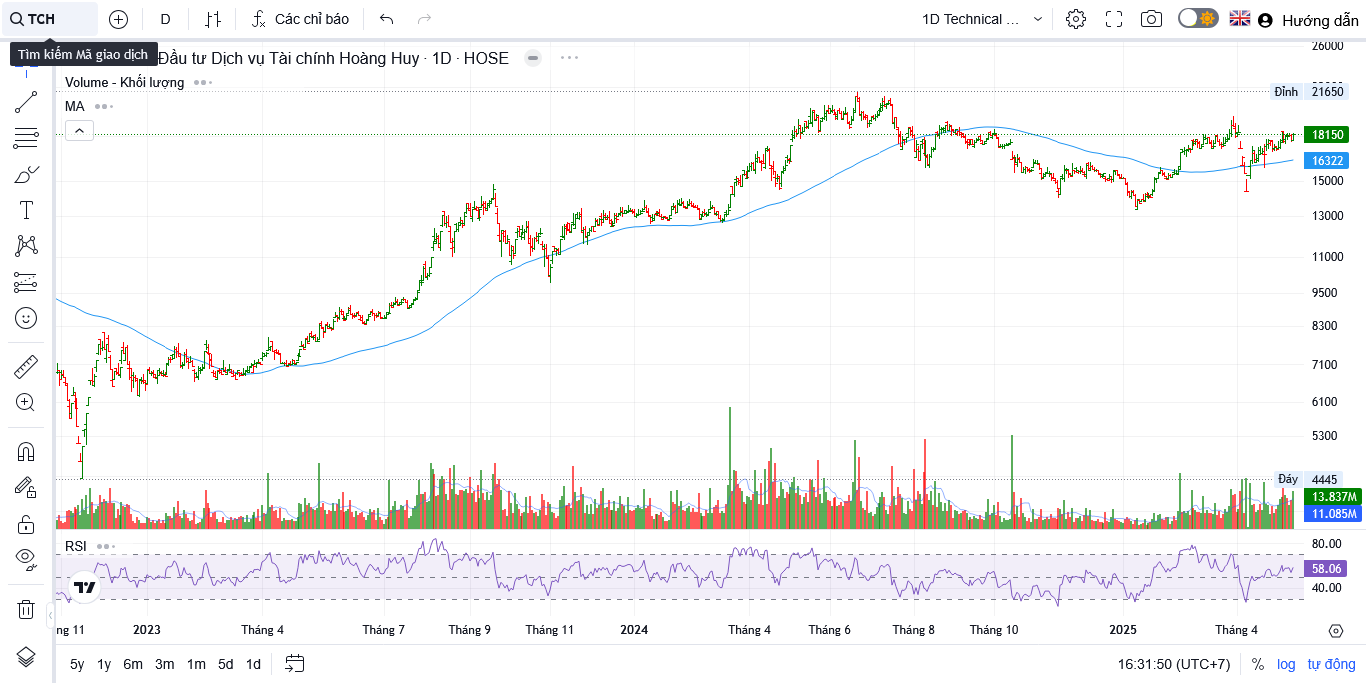 TCH
D
Các chỉ báo
1D Technical ...
Hướng dẫn
Tìm kiếm Mã giao dịch
Đầu tư Dịch vụ Tài chính Hoàng Huy · 1D · HOSE
Volume - Khối lượng
MA
26000
Đỉnh 21650
18150
16322
15000
13000
11000
9500
8300
7100
6100
5300
Đáy 4445
13.837M
11.085M
RSI
80.00
58.06
40.00
ng 11 2023 Tháng 4 Tháng 7 Tháng 9 Tháng 11 2024 Tháng 4 Tháng 6 Tháng 8 Tháng 10 2025 Tháng 4
5y 1y 6m 3m 1m 5d 1d
16:31:50 (UTC+7) % log tự động